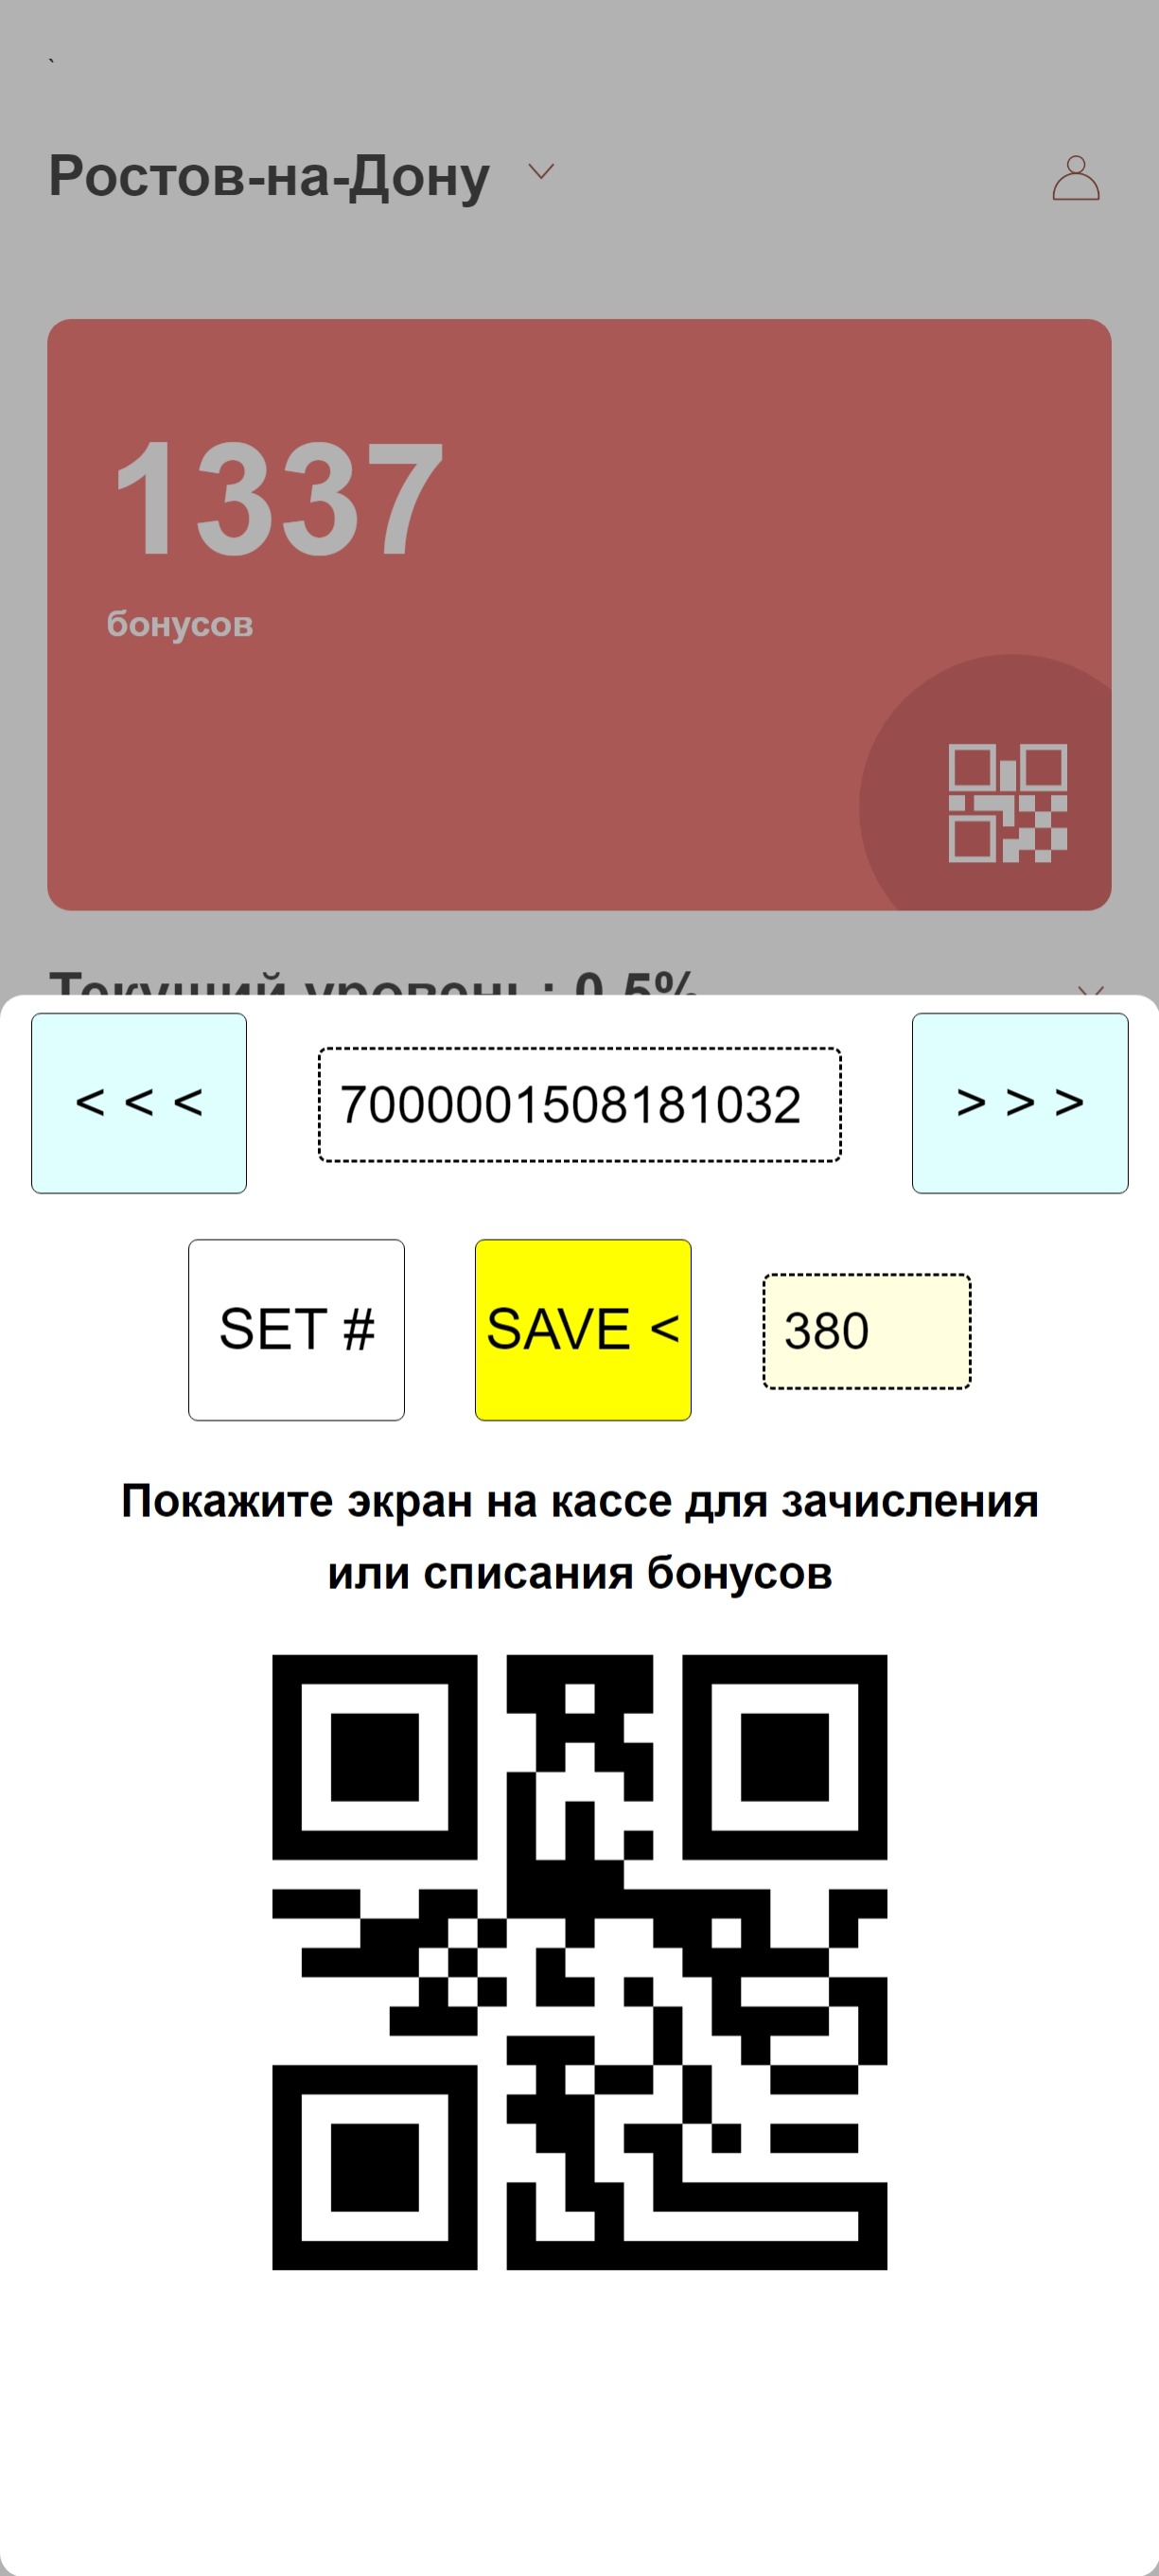 `
Ростов-на-Дону
1337
бонусов
Текущий уровень: 0.5%
< < <
7000001508181032
> > >
SET #
SAVE <
380
Покажите экран на кассе для зачисления
или списания бонусов